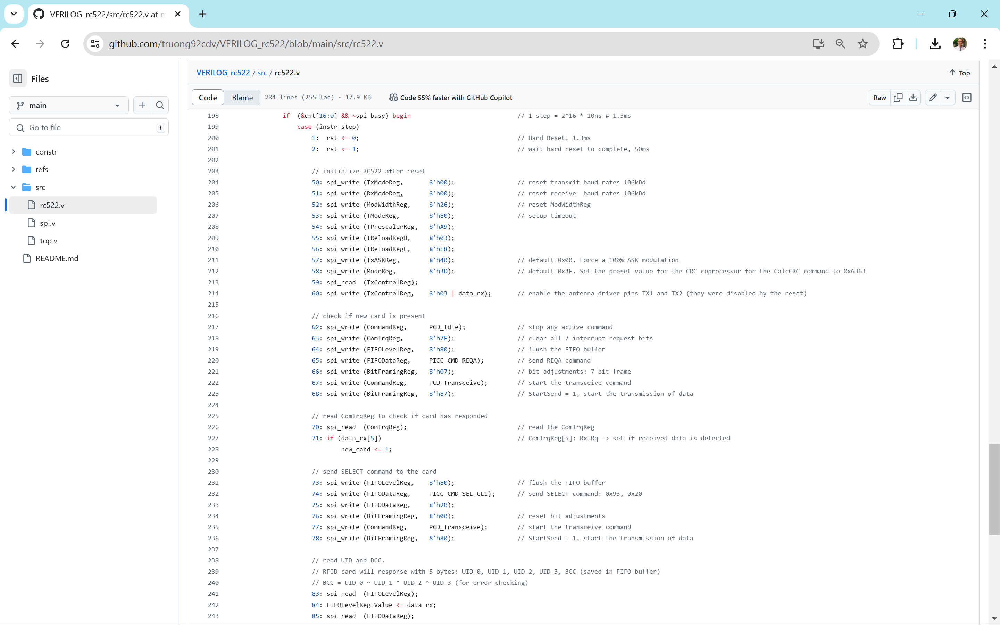 VERILOG_rc522/src/rc522.v at m
github.com/truong92cdv/VERILOG_rc522/blob/main/src/rc522.v
Files
main
Go to file
t
constr
refs
src
rc522.v
spi.v
top.v
README.md
VERILOG_rc522 / src / rc522.v
Top
Code Blame 284 lines (255 loc) · 17.9 KB Code 55% faster with GitHub Copilot Raw
198 if (&cnt[16:0] && ~spi_busy) begin // 1 step = 2^16 * 10ns # 1.3ms
199 case (instr_step)
200 1: rst <= 0; // Hard Reset, 1.3ms
201 2: rst <= 1; // wait hard reset to complete, 50ms
202
203 // initialize RC522 after reset
204 50: spi_write (TxModeReg, 8'h00); // reset transmit baud rates 106kBd
205 51: spi_write (RxModeReg, 8'h00); // reset receive baud rates 106kBd
206 52: spi_write (ModWidthReg, 8'h26); // reset ModWidthReg
207 53: spi_write (TModeReg, 8'h80); // setup timeout
208 54: spi_write (TPrescalerReg, 8'hA9);
209 55: spi_write (TReloadRegH, 8'h03);
210 56: spi_write (TReloadRegL, 8'hE8);
211 57: spi_write (TxASKReg, 8'h40); // default 0x00. Force a 100% ASK modulation
212 58: spi_write (ModeReg, 8'h3D); // default 0x3F. Set the preset value for the CRC coprocessor for the CalcCRC command to 0x6363
213 59: spi_read (TxControlReg);
214 60: spi_write (TxControlReg, 8'h03 | data_rx); // enable the antenna driver pins TX1 and TX2 (they were disabled by the reset)
215
216 // check if new card is present
217 62: spi_write (CommandReg, PCD_Idle); // stop any active command
218 63: spi_write (ComIrqReg, 8'h7F); // clear all 7 interrupt request bits
219 64: spi_write (FIFOLevelReg, 8'h80); // flush the FIFO buffer
220 65: spi_write (FIFODataReg, PICC_CMD_REQA); // send REQA command
221 66: spi_write (BitFramingReg, 8'h07); // bit adjustments: 7 bit frame
222 67: spi_write (CommandReg, PCD_Transceive); // start the transceive command
223 68: spi_write (BitFramingReg, 8'h87); // StartSend = 1, start the transmission of data
224
225 // read ComIrqReg to check if card has responded
226 70: spi_read (ComIrqReg); // read the ComIrqReg
227 71: if (data_rx[5]) // ComIrqReg[5]: RxIRq -> set if received data is detected
228 new_card <= 1;
229
230 // send SELECT command to the card
231 73: spi_write (FIFOLevelReg, 8'h80); // flush the FIFO buffer
232 74: spi_write (FIFODataReg, PICC_CMD_SEL_CL1); // send SELECT command: 0x93, 0x20
233 75: spi_write (FIFODataReg, 8'h20);
234 76: spi_write (BitFramingReg, 8'h00); // reset bit adjustments
235 77: spi_write (CommandReg, PCD_Transceive); // start the transceive command
236 78: spi_write (BitFramingReg, 8'h80); // StartSend = 1, start the transmission of data
237
238 // read UID and BCC.
239 // RFID card will response with 5 bytes: UID_0, UID_1, UID_2, UID_3, BCC (saved in FIFO buffer)
240 // BCC = UID_0 ^ UID_1 ^ UID_2 ^ UID_3 (for error checking)
241 83: spi_read (FIFOLevelReg);
242 84: FIFOLevelReg_Value <= data_rx;
243 85: spi_read (FIFODataReg);